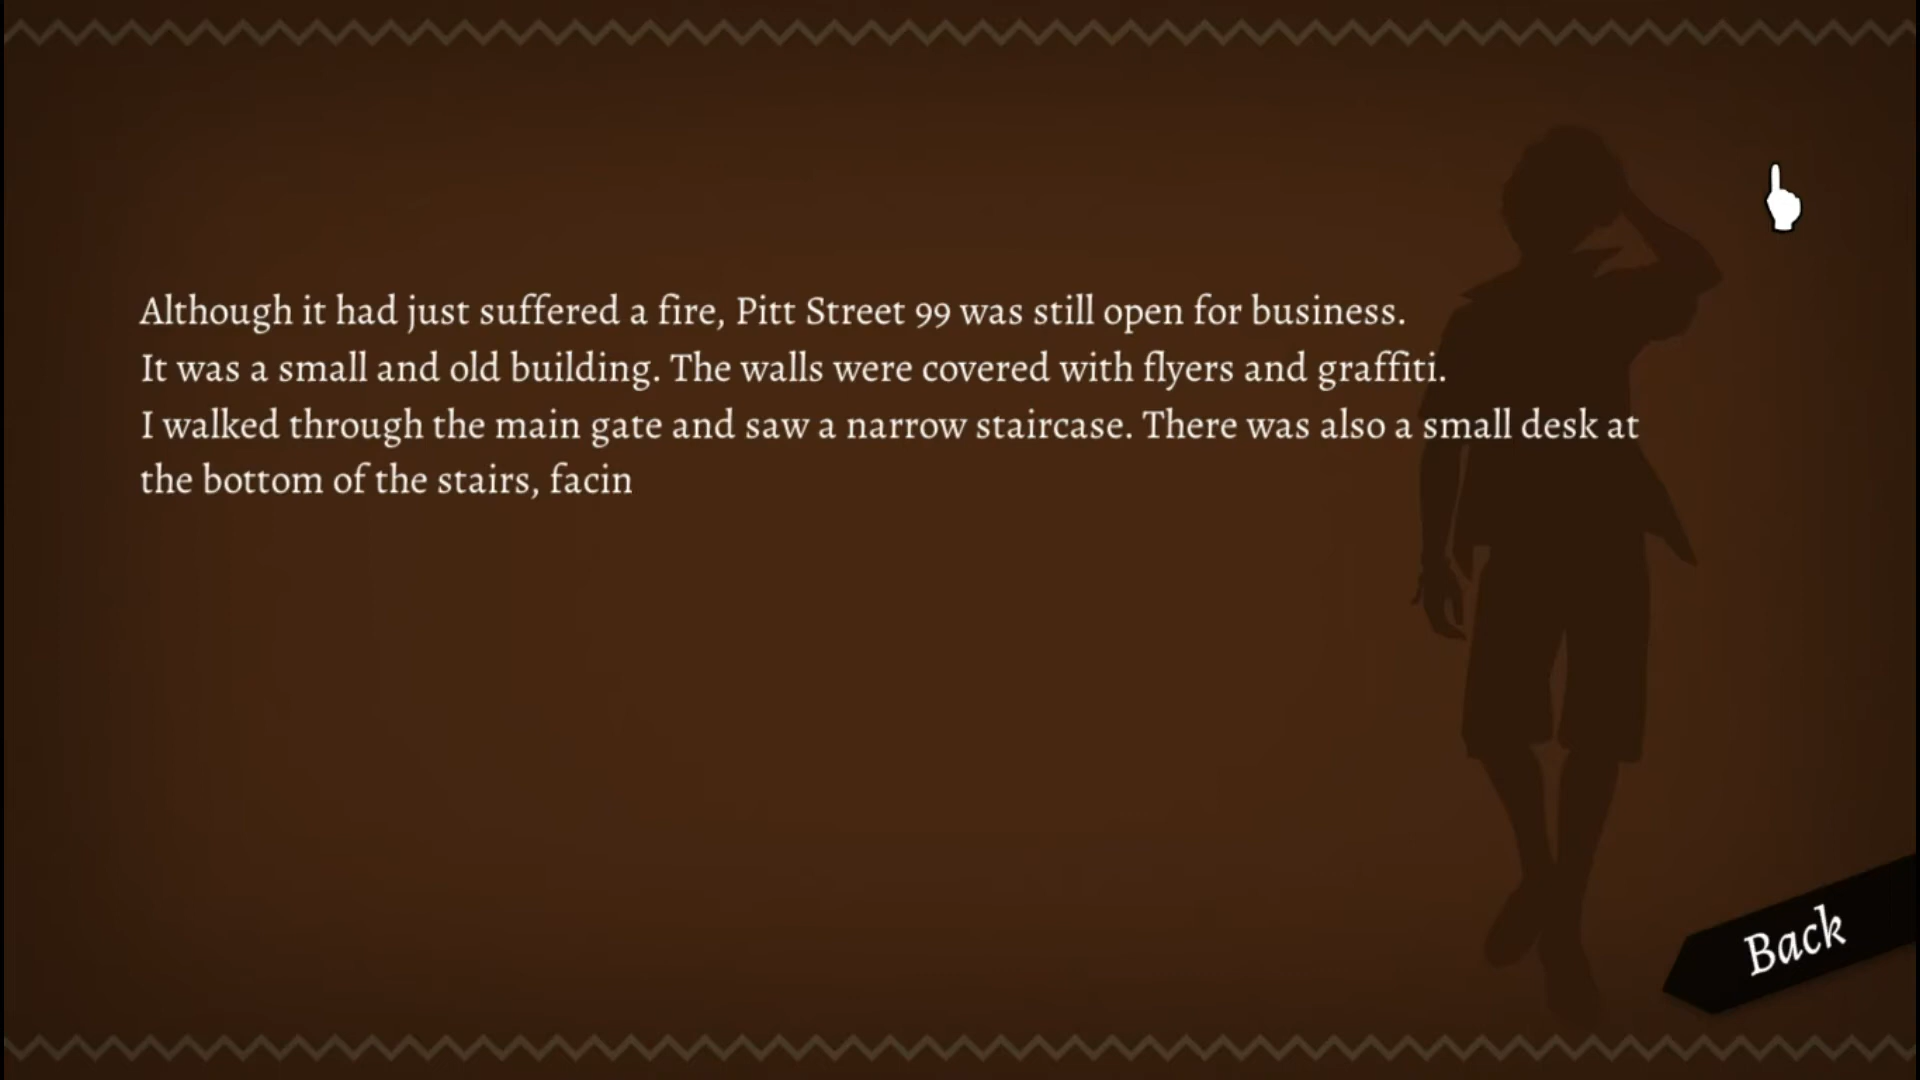 Although it had just suffered a fire, Pitt Street 99 was still open for business.
It was a small and old building. The walls were covered with flyers and graffiti.
I walked through the main gate and saw a narrow staircase. There was also a small desk at
the bottom of the stairs, facin
Back